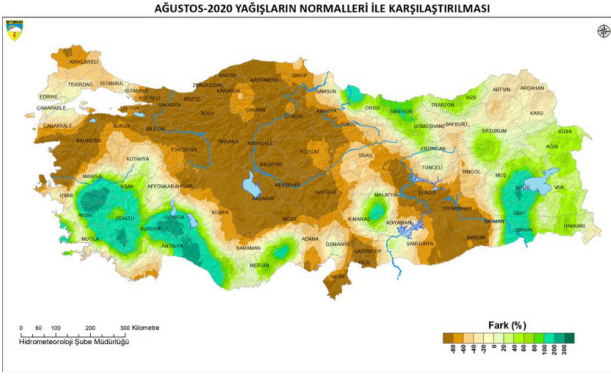 AĞUSTOS-2020 YAĞIŞLARIN NORMALLERİ İLE KARŞILAŞTIRILMASI
KIRKLARELİ
EDİRNE
TEKİRDAĞ
İSTANBUL
İSTANBUL
KOCAELİ
YALOVA
SAKARYA
DÜZCE
BOLU
ZONGULDAK
BARTIN
KARABÜK
KASTAMONU
SİNOP
SAMSUN
ÇANKIRI
ÇORUM
AMASYA
TOKAT
ORDU
GİRESUN
TRABZON
RİZE
ARTVİN
ARDAHAN
KARS
GÜMÜŞHANE
BAYBURT
ERZURUM
IĞDIR
AĞRI
ÇANAKKALE
ÇANAKKALE
BALIKESİR
BURSA
BİLECİK
ESKİŞEHİR
ANKARA
KIRIKKALE
YOZGAT
SİVAS
ERZİNCAN
TUNCELİ
BİNGÖL
MUŞ
BİTLİS
VAN
KÜTAHYA
MANİSA
UŞAK
AFYONKARAHİSAR
İZMİR
AYDIN
DENİZLİ
MUĞLA
BURDUR
ISPARTA
ANTALYA
KONYA
AKSARAY
KIRŞEHİR
NEVŞEHİR
NİĞDE
KAYSERİ
KARAMAN
MERSİN
ADANA
OSMANİYE
HATAY
K.MARAŞ
MALATYA
ELAZIĞ
ADIYAMAN
GAZİANTEP
KİLİS
ŞANLIURFA
DİYARBAKIR
MARDİN
BATMAN
SİİRT
ŞIRNAK
HAKKARİ
0 50 100 200 300 Kilometre
Hidrometeoroloji Şube Müdürlüğü
Fark (%)
-80 -60 -40 -20 0 20 40 60 80 100 200 300